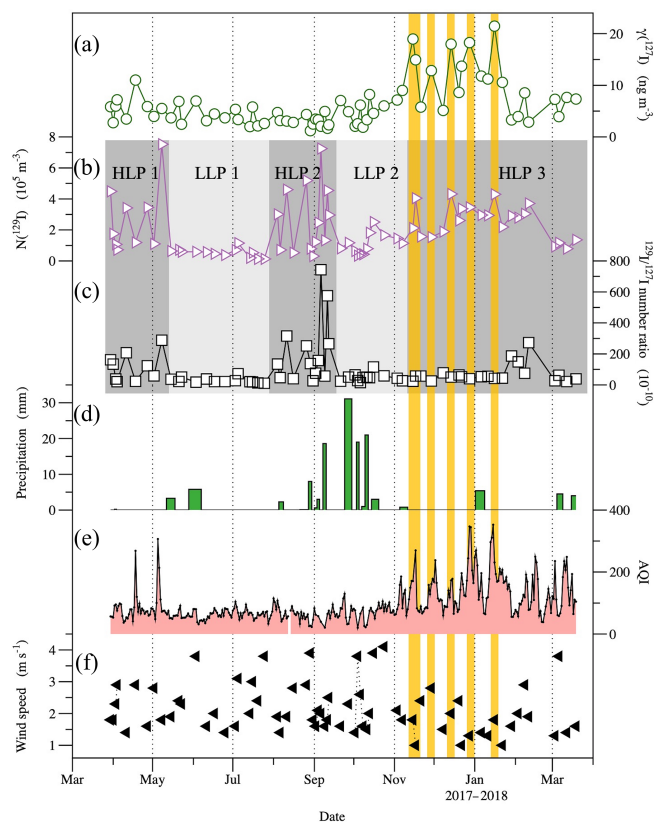 (a)
20
10
0
γ(¹²⁷I) (ng m⁻³)
(b)
8
6
4
2
0
N(¹²⁹I) (10⁵ m⁻³)
HLP 1
LLP 1
HLP 2
LLP 2
HLP 3
(c)
800
600
400
200
0
¹²⁹I/¹²⁷I number ratio (10⁻¹⁰)
(d)
30
20
10
0
Precipitation (mm)
(e)
400
200
0
AQI
(f)
4
3
2
1
Wind speed (m s⁻¹)
Mar May Jul Sep Nov Jan Mar
2017–2018
Date